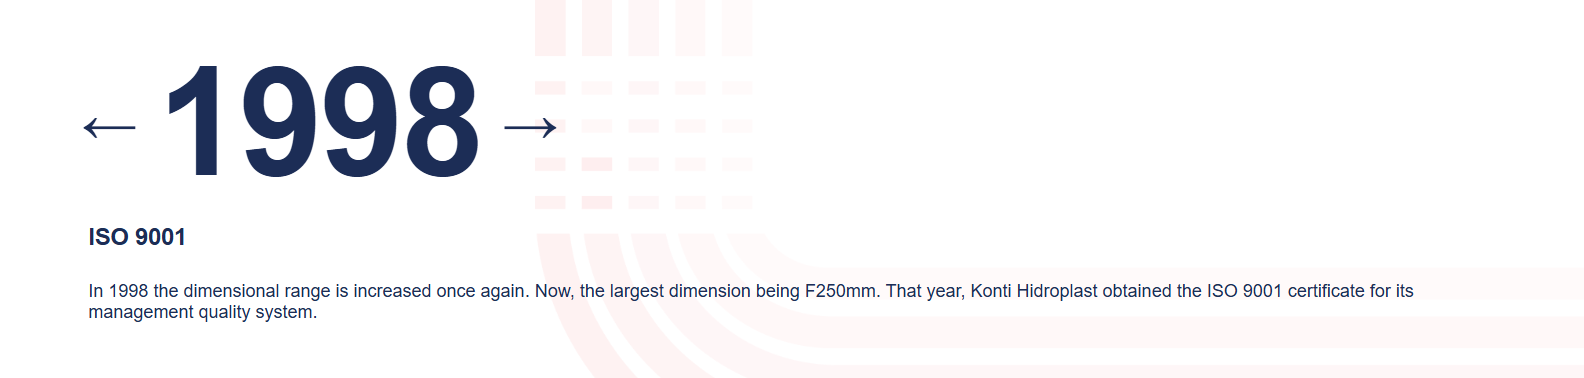 ← 1998 →
ISO 9001
In 1998 the dimensional range is increased once again. Now, the largest dimension being F250mm. That year, Konti Hidroplast obtained the ISO 9001 certificate for its
management quality system.